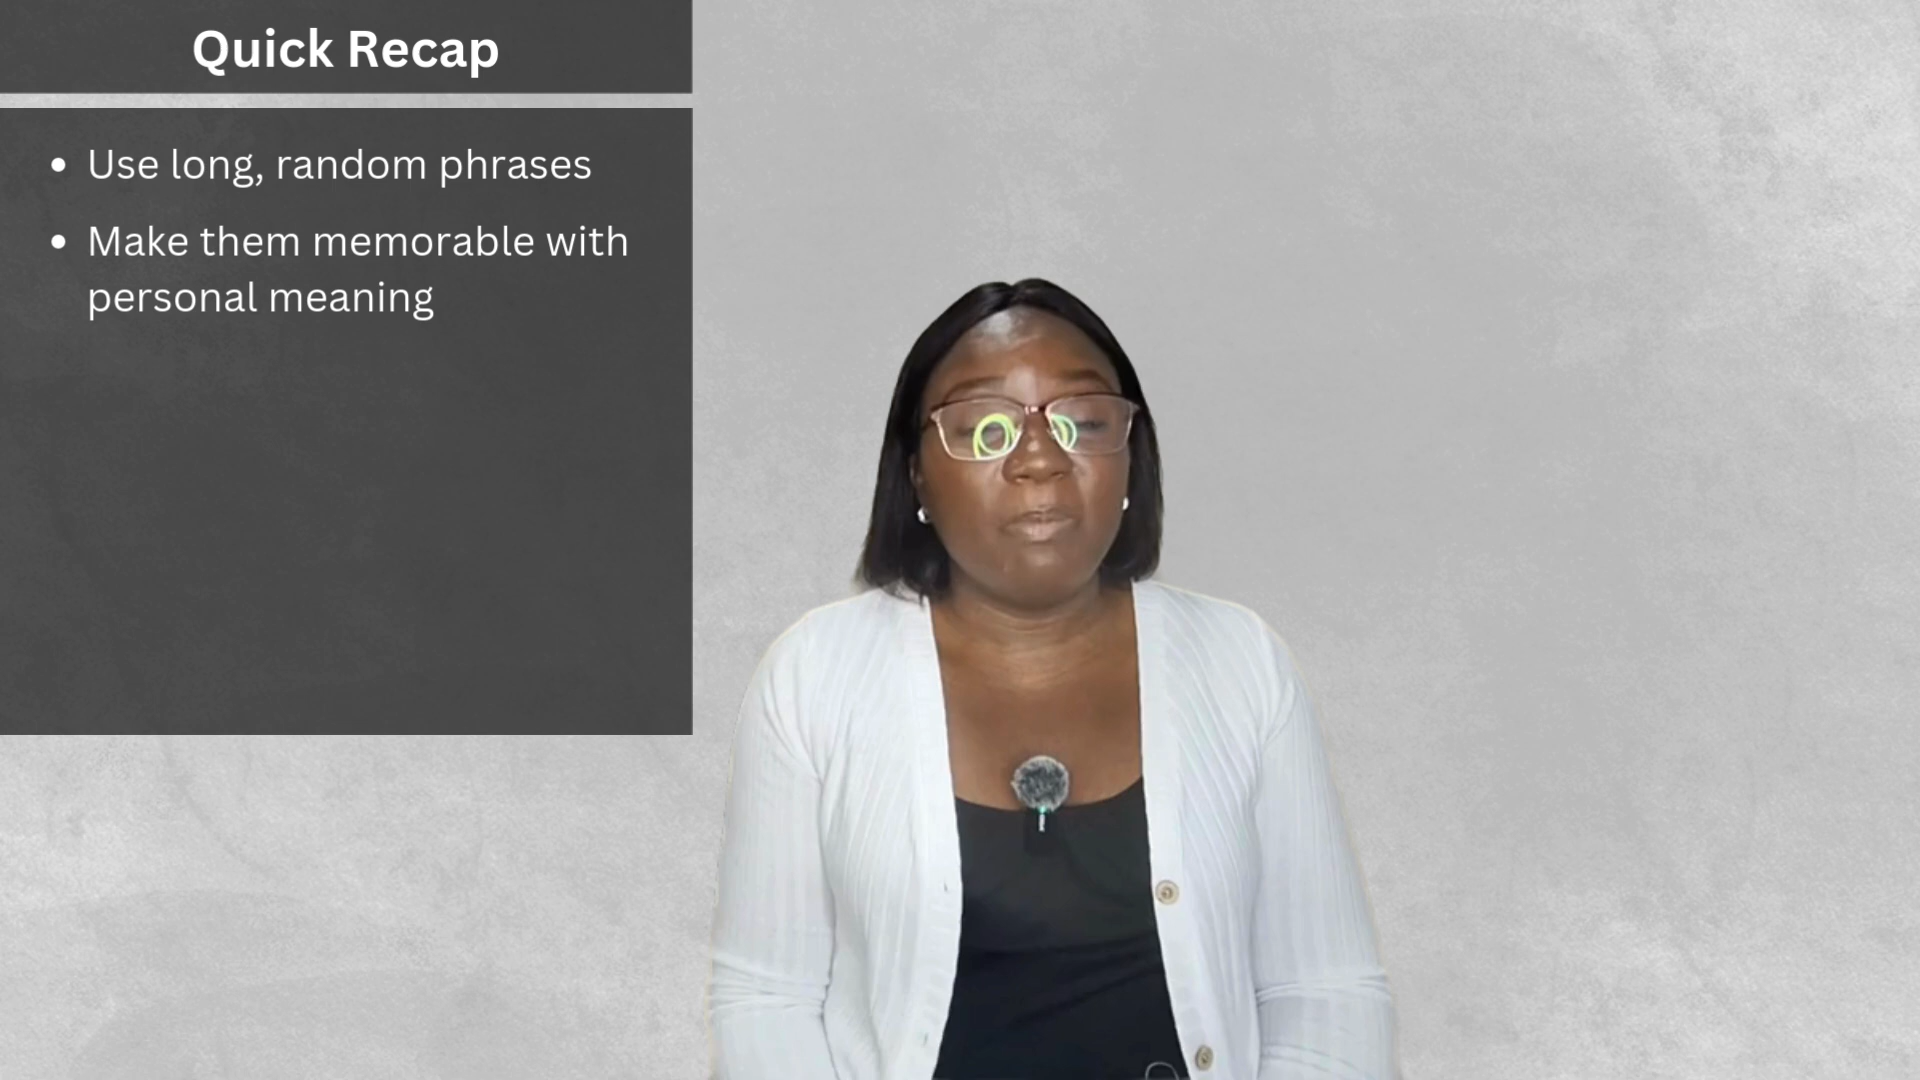 Quick Recap
• Use long, random phrases
• Make them memorable with
personal meaning